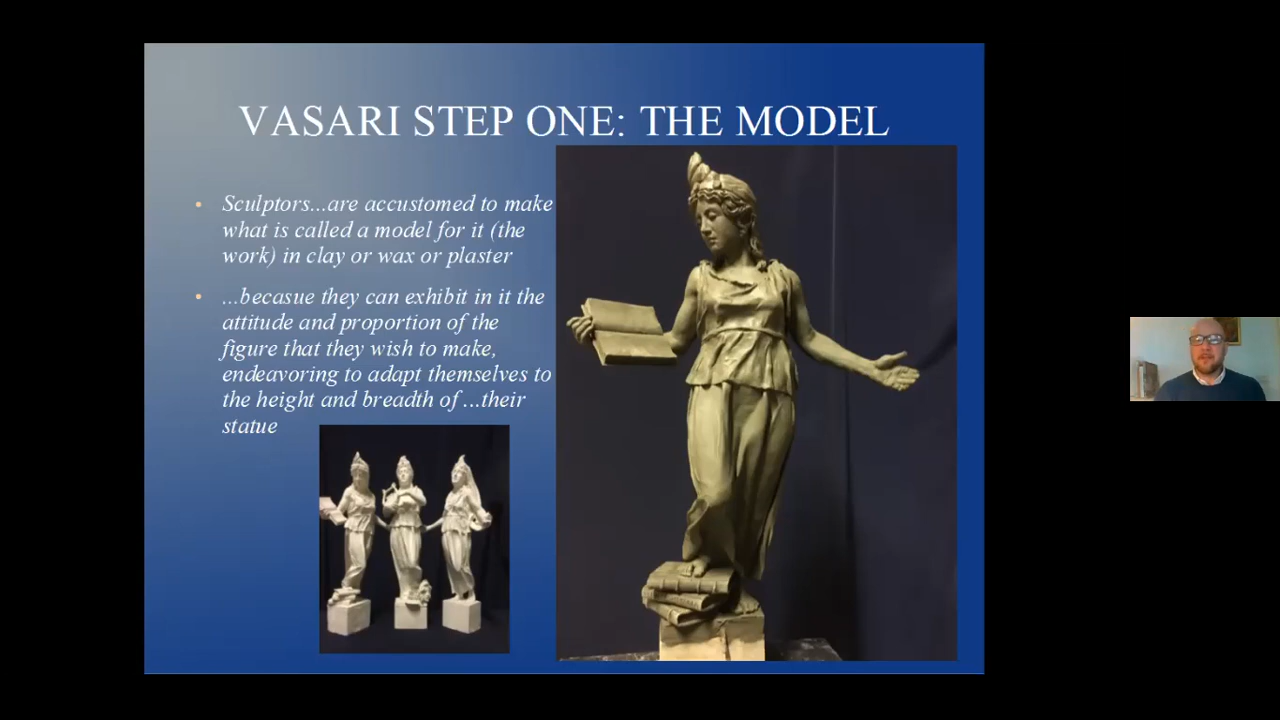 VASARI STEP ONE: THE MODEL
• Sculptors...are accustomed to make
what is called a model for it (the
work) in clay or wax or plaster
• ...becasue they can exhibit in it the
attitude and proportion of the
figure that they wish to make,
endeavoring to adapt themselves to
the height and breadth of...their
statue